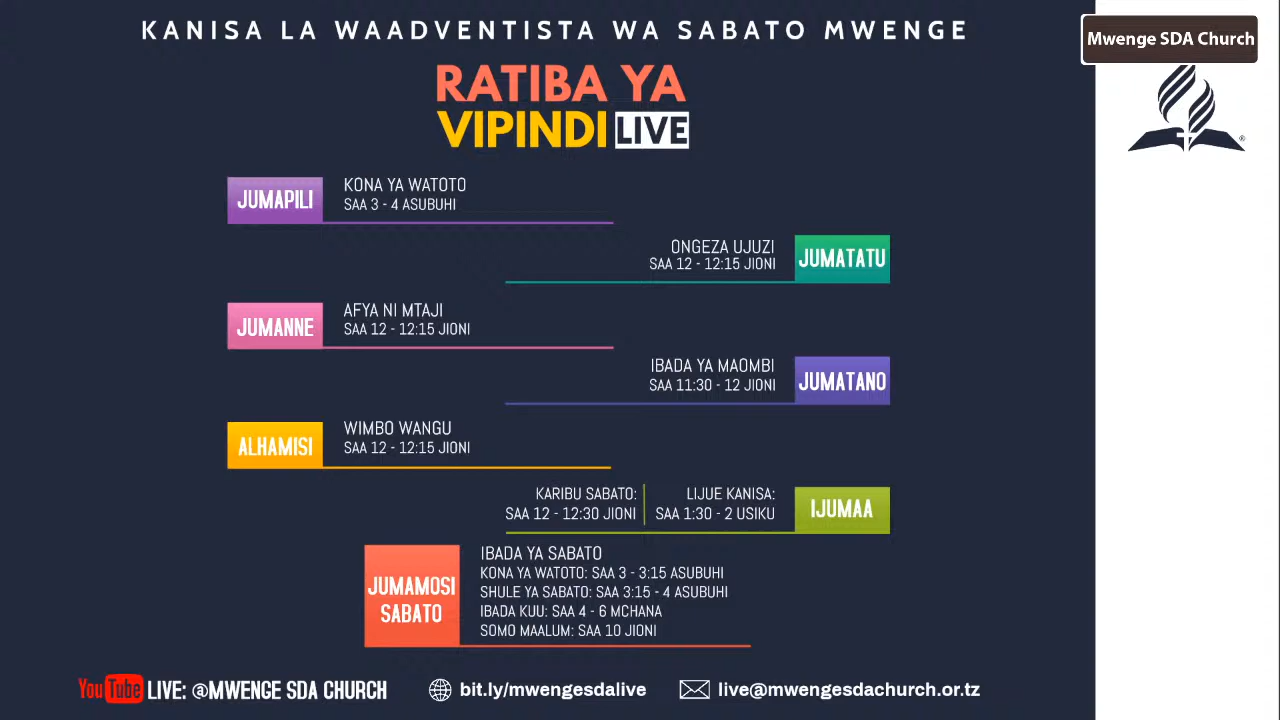 KANISA LA WAADVENTISTA WA SABATO MWENGE
Mwenge SDA Church
RATIBA YA
VIPINDI LIVE
JUMAPILI
KONA YA WATOTO
SAA 3 - 4 ASUBUHI
ONGEZA UJUZI
SAA 12 - 12:15 JIONI
JUMATATU
JUMANNE
AFYA NI MTAJI
SAA 12 - 12:15 JIONI
IBADA YA MAOMBI
SAA 11:30 - 12 JIONI
JUMATANO
ALHAMISI
WIMBO WANGU
SAA 12 - 12:15 JIONI
KARIBU SABATO:
SAA 12 - 12:30 JIONI
LIJUE KANISA:
SAA 1:30 - 2 USIKU
IJUMAA
JUMAMOSI
SABATO
IBADA YA SABATO
KONA YA WATOTO: SAA 3 - 3:15 ASUBUHI
SHULE YA SABATO: SAA 3:15 - 4 ASUBUHI
IBADA KUU: SAA 4 - 6 MCHANA
SOMO MAALUM: SAA 10 JIONI
YouTube LIVE: @MWENGE SDA CHURCH
bit.ly/mwengesdalive
live@mwengesdachurch.or.tz